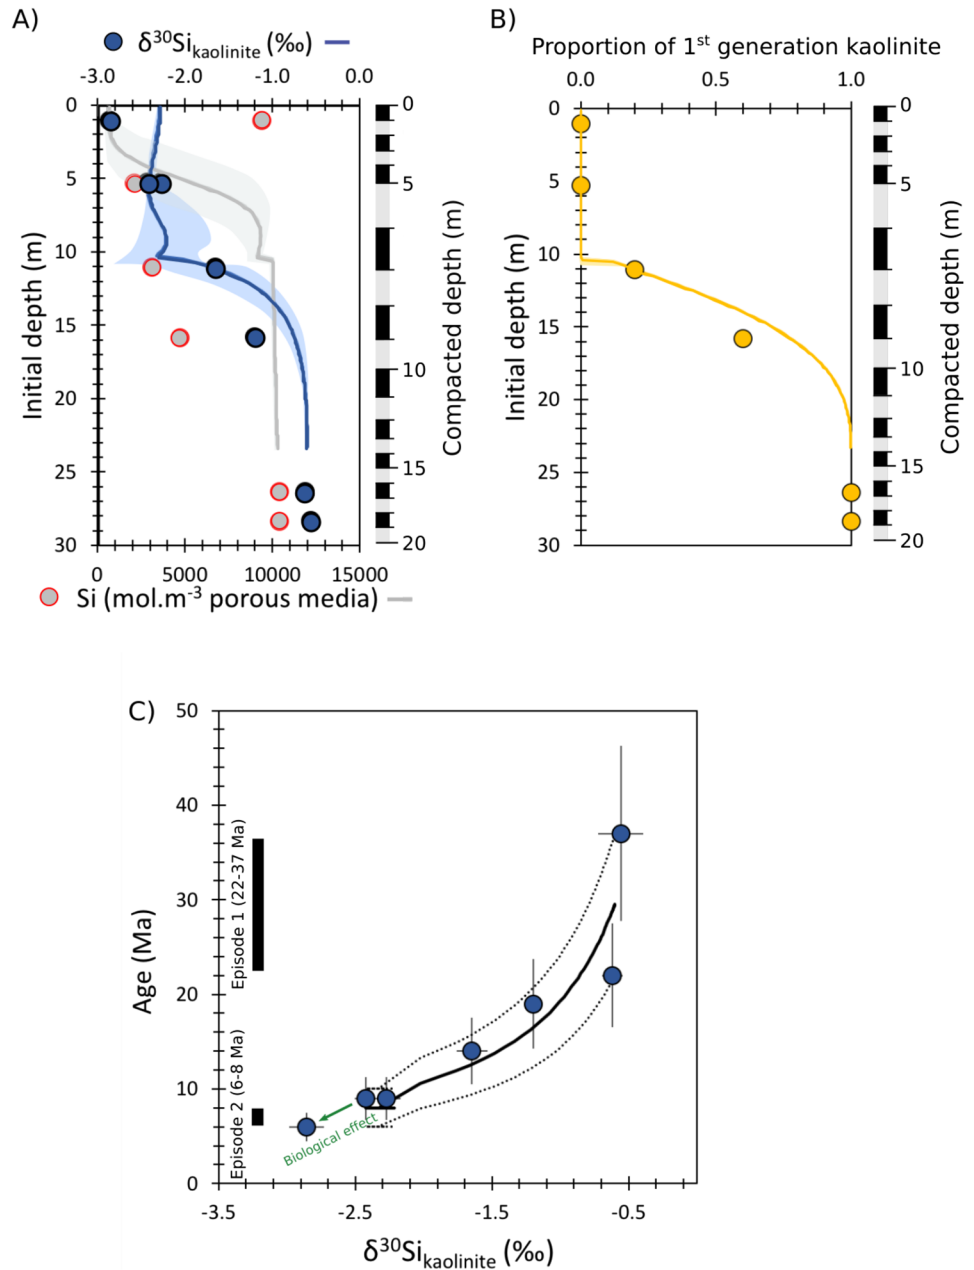 A)
δ³⁰Si_kaolinite (‰)
-3.0 -2.0 -1.0 0.0
0 5 10 15 20 25 30
Initial depth (m)
0 5 10 15 20
Compacted depth (m)
0 5000 10000 15000
Si (mol.m⁻³ porous media)
B)
Proportion of 1ˢᵗ generation kaolinite
0.0 0.5 1.0
0 5 10 15 20 25 30
Initial depth (m)
0 5 10 15 20
Compacted depth (m)
C)
50 40 30 20 10 0
Age (Ma)
Episode 1 (22-37 Ma)
Episode 2 (6-8 Ma)
Biological effect
-3.5 -2.5 -1.5 -0.5
δ³⁰Si_kaolinite (‰)